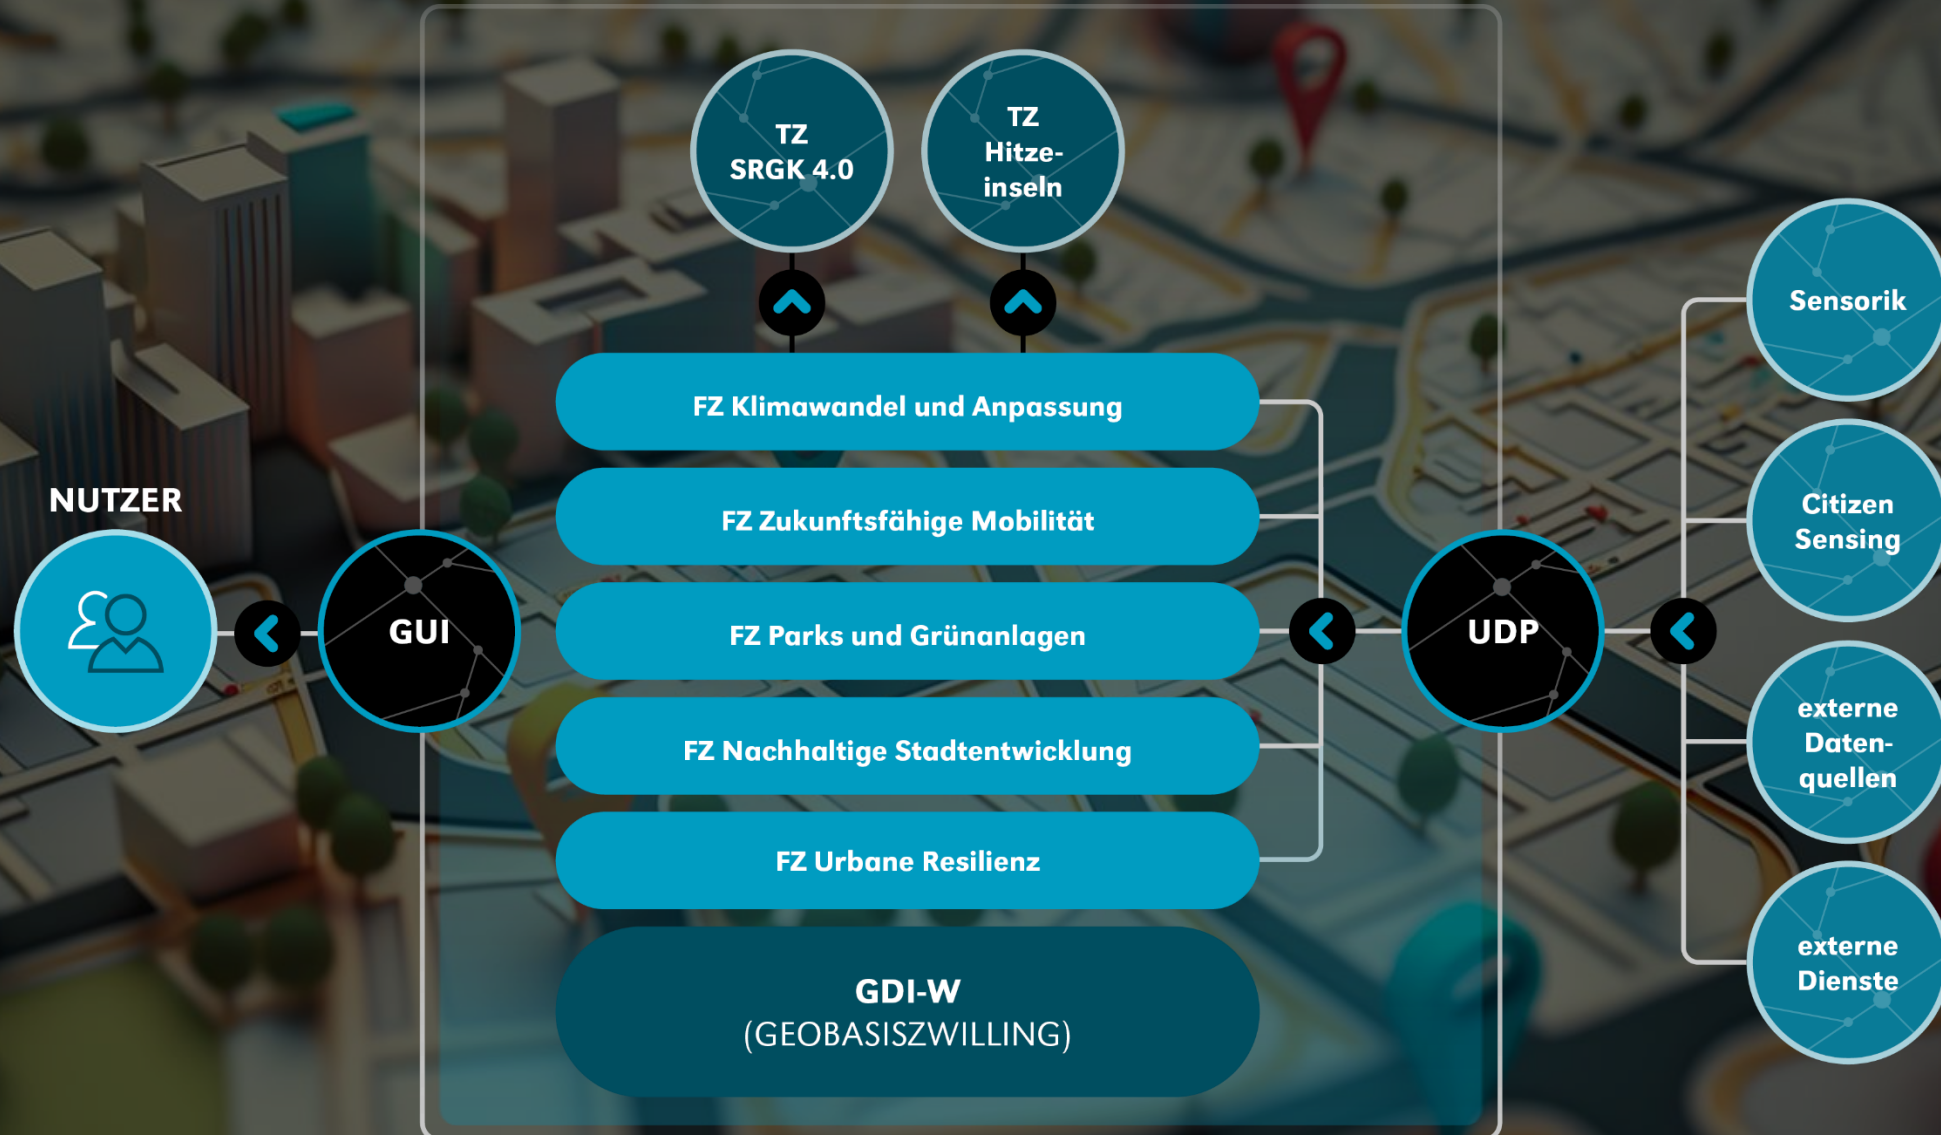 TZ
SRGK 4.0
TZ
Hitze-
inseln
FZ Klimawandel und Anpassung
FZ Zukunftsfähige Mobilität
FZ Parks und Grünanlagen
FZ Nachhaltige Stadtentwicklung
FZ Urbane Resilienz
GDI-W
(GEOBASISZWILLING)
NUTZER
GUI
UDP
Sensorik
Citizen
Sensing
externe
Daten-
quellen
externe
Dienste